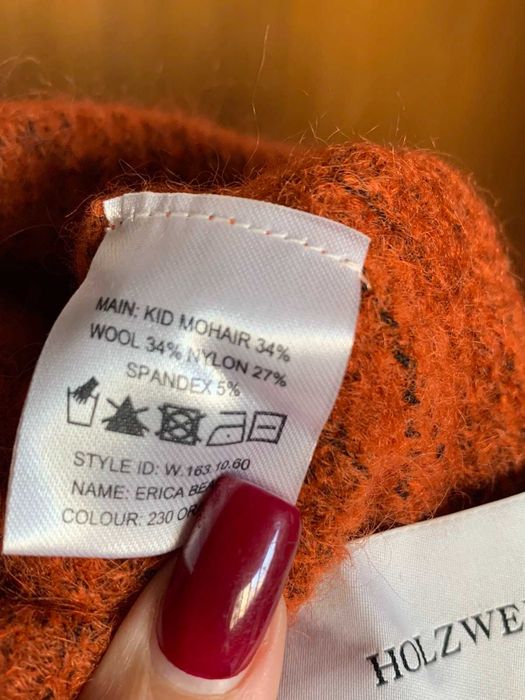 MAIN: KID MOHAIR 34%
WOOL 34% NYLON 27%
SPANDEX 5%
STYLE ID: W.163.10.60
NAME: ERICA
COLOUR: 230
HOLZWE